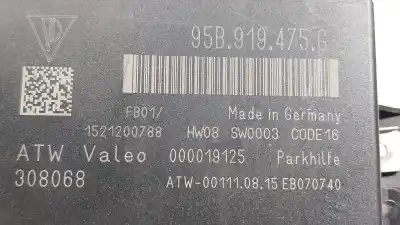 95B.919.475.G
FB01/ Made in Germany
1521200788 HW08 SW0003 CODE16
ATW Valeo 000019125 Parkhilfe
308068 ATW-00111.08.15 EB070740